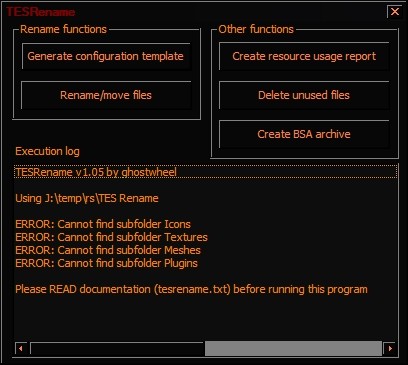 TESRename
Rename functions
Generate configuration template
Rename/move files
Other functions
Create resource usage report
Delete unused files
Create BSA archive
Execution log
TESRename v1.05 by ghostwheel
Using J:\temp\rs\TES Rename
ERROR: Cannot find subfolder Icons
ERROR: Cannot find subfolder Textures
ERROR: Cannot find subfolder Meshes
ERROR: Cannot find subfolder Plugins
Please READ documentation (tesrename.txt) before running this program